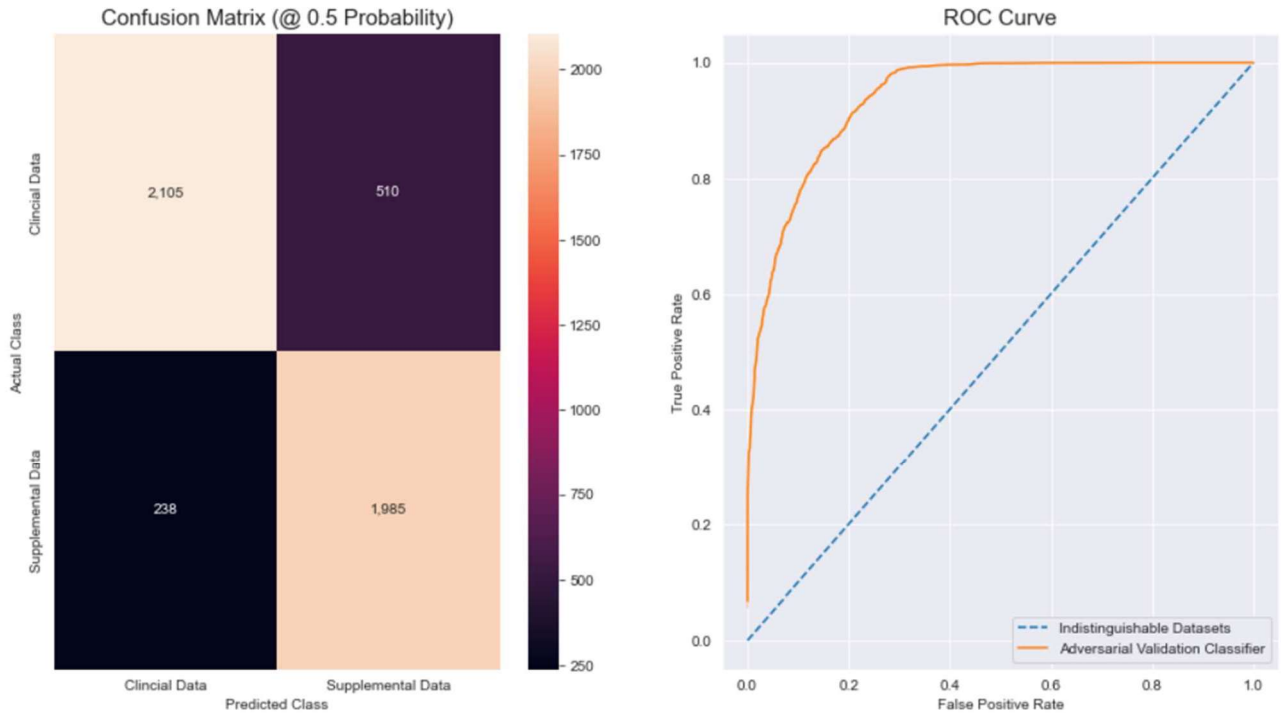 Confusion Matrix (@ 0.5 Probability)
Actual Class
Clincial Data
Supplemental Data
2,105
510
238
1,985
Clincial Data
Supplemental Data
Predicted Class
2000
1750
1500
1250
1000
750
500
250
ROC Curve
True Positive Rate
1.0
0.8
0.6
0.4
0.2
0.0
Indistinguishable Datasets
Adversarial Validation Classifier
0.0
0.2
0.4
0.6
0.8
1.0
False Positive Rate